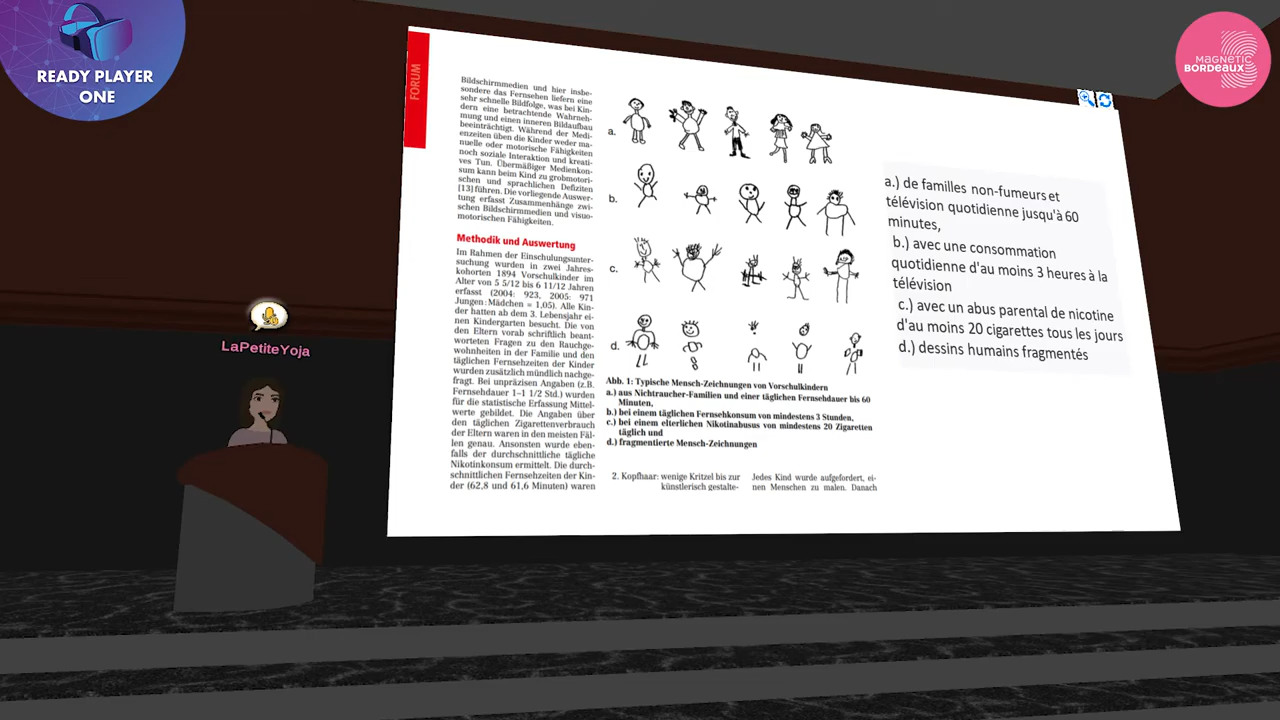 READY PLAYER
ONE
MAGNETIC
BORDEAUX
LaPetiteYoja
FORUM
Bildschirmmedien und hier insbe-
sondere das Fernsehen liefern eine
sehr schnelle Bildfolge, was bei Kin-
dern eine betrachtende Wahrneh-
mung und einen inneren Bildaufbau
beeinträchtigt. Während der Medi-
enzeiten üben die Kinder weder ma-
nuelle oder motorische Fähigkeiten
noch soziale Interaktion und kreati-
ves Tun. Übermäßiger Medienkon-
sum kann beim Kind zu grobmotori-
schen und sprachlichen Defiziten
[13] führen. Die vorliegende Auswer-
tung erfasst Zusammenhänge zwi-
schen Bildschirmmedien und visuo-
motorischen Fähigkeiten.
Methodik und Auswertung
Im Rahmen der Einschulungsunter-
suchung wurden in zwei Jahres-
kohorten 1894 Vorschulkinder im
Alter von 5 5/12 bis 6 11/12 Jahren
erfasst (2004: 923, 2005: 971
Jungen : Mädchen = 1,05). Alle Kin-
der hatten ab dem 3. Lebensjahr ei-
nen Kindergarten besucht. Die von
den Eltern vorab schriftlich beant-
worteten Fragen zu den Rauchge-
wohnheiten in der Familie und den
täglichen Fernsehzeiten der Kinder
wurden zusätzlich mündlich nachge-
fragt. Bei unpräzisen Angaben (z.B.
Fernsehdauer 1–1 1/2 Std.) wurden
für die statistische Erfassung Mittel-
werte gebildet. Die Angaben über
den täglichen Zigarettenverbrauch
der Eltern waren in den meisten Fäl-
len genau. Ansonsten wurde eben-
falls der durchschnittliche tägliche
Nikotinkonsum ermittelt. Die durch-
schnittlichen Fernsehzeiten der Kin-
der (62,8 und 61,6 Minuten) waren
a.
b.
c.
d.
Abb. 1: Typische Mensch-Zeichnungen von Vorschulkindern
a.) aus Nichtraucher-Familien und einer täglichen Fernsehdauer bis 60
Minuten,
b.) bei einem täglichen Fernsehkonsum von mindestens 3 Stunden,
c.) bei einem elterlichen Nikotinabusus von mindestens 20 Zigaretten
täglich und
d.) fragmentierte Mensch-Zeichnungen
2. Kopfhaar: wenige Kritzel bis zur
künstlerisch gestalte-
Jedes Kind wurde aufgefordert, ei-
nen Menschen zu malen. Danach
a.) de familles non-fumeurs et
télévision quotidienne jusqu'à 60
minutes,
b.) avec une consommation
quotidienne d'au moins 3 heures à la
télévision
c.) avec un abus parental de nicotine
d'au moins 20 cigarettes tous les jours
d.) dessins humains fragmentés